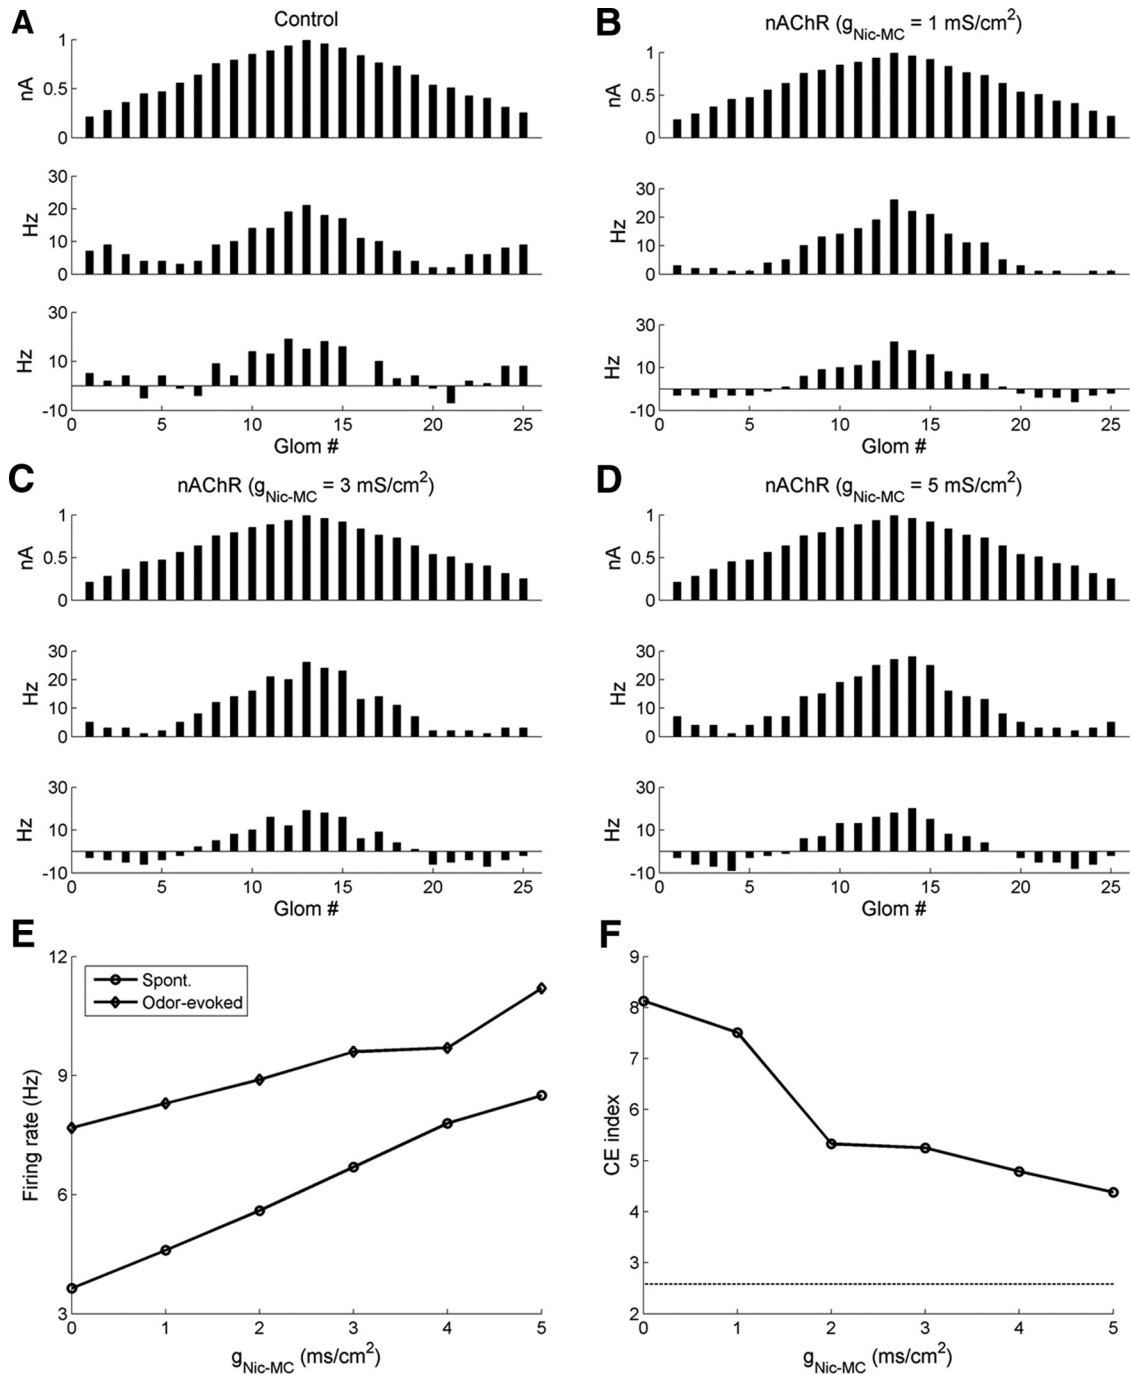 A
Control
1
0.5
0
nA
30
20
10
0
Hz
30
10
-10
Hz
0 5 10 15 20 25
Glom #
B
nAChR (gNic-MC = 1 mS/cm2)
1
0.5
0
nA
30
20
10
0
Hz
30
10
-10
Hz
0 5 10 15 20 25
Glom #
C
nAChR (gNic-MC = 3 mS/cm2)
1
0.5
0
nA
30
20
10
0
Hz
30
10
-10
Hz
0 5 10 15 20 25
Glom #
D
nAChR (gNic-MC = 5 mS/cm2)
1
0.5
0
nA
30
20
10
0
Hz
30
10
-10
Hz
0 5 10 15 20 25
Glom #
E
12
9
6
3
Firing rate (Hz)
Spont.
Odor-evoked
0 1 2 3 4 5
gNic-MC (ms/cm2)
F
9
8
7
6
5
4
3
2
CE index
0 1 2 3 4 5
gNic-MC (ms/cm2)